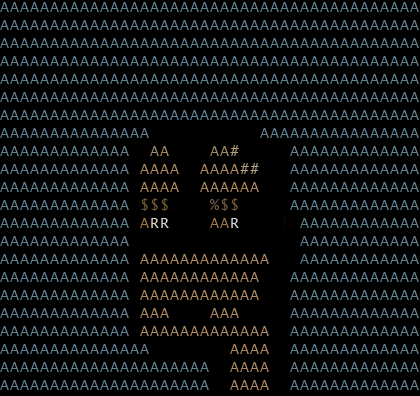 AAAAAAAAAAAAAAAAAAAAAAAAAAAAAAAAAAAAAAAAAA
AAAAAAAAAAAAAAAAAAAAAAAAAAAAAAAAAAAAAAAAAA
AAAAAAAAAAAAAAAAAAAAAAAAAAAAAAAAAAAAAAAAAA
AAAAAAAAAAAAAAAAAAAAAAAAAAAAAAAAAAAAAAAAAA
AAAAAAAAAAAAAAAAAAAAAAAAAAAAAAAAAAAAAAAAAA
AAAAAAAAAAAAAAAAAAAAAAAAAAAAAAAAAAAAAAAAAA
AAAAAAAAAAAAAAAAAAAAAAAAAAAAAAAAAAAAAAAAAA
AAAAAAAAAAAAAAA           AAAAAAAAAAAAAAAA
AAAAAAAAAAAAA  AA    AA#     AAAAAAAAAAAAA
AAAAAAAAAAAAA AAAA  AAAA##   AAAAAAAAAAAAA
AAAAAAAAAAAAA AAAA  AAAAAA   AAAAAAAAAAAAA
AAAAAAAAAAAAA $$$    %$$     AAAAAAAAAAAAA
AAAAAAAAAAAAA ARR    AAR      AAAAAAAAAAAA
AAAAAAAAAAAAA                 AAAAAAAAAAAA
AAAAAAAAAAAAA AAAAAAAAAAAAA   AAAAAAAAAAAA
AAAAAAAAAAAAA AAAAAAAAAAAA   AAAAAAAAAAAAA
AAAAAAAAAAAAA AAAAAAAAAAAA   AAAAAAAAAAAAA
AAAAAAAAAAAAA AAA    AAA     AAAAAAAAAAAAA
AAAAAAAAAAAAA AAAAAAAAAAAAA  AAAAAAAAAAAAA
AAAAAAAAAAAAAAA        AAAA  AAAAAAAAAAAAA
AAAAAAAAAAAAAAAAAAAAA  AAAA  AAAAAAAAAAAAA
AAAAAAAAAAAAAAAAAAAAA  AAAA  AAAAAAAAAAAAA